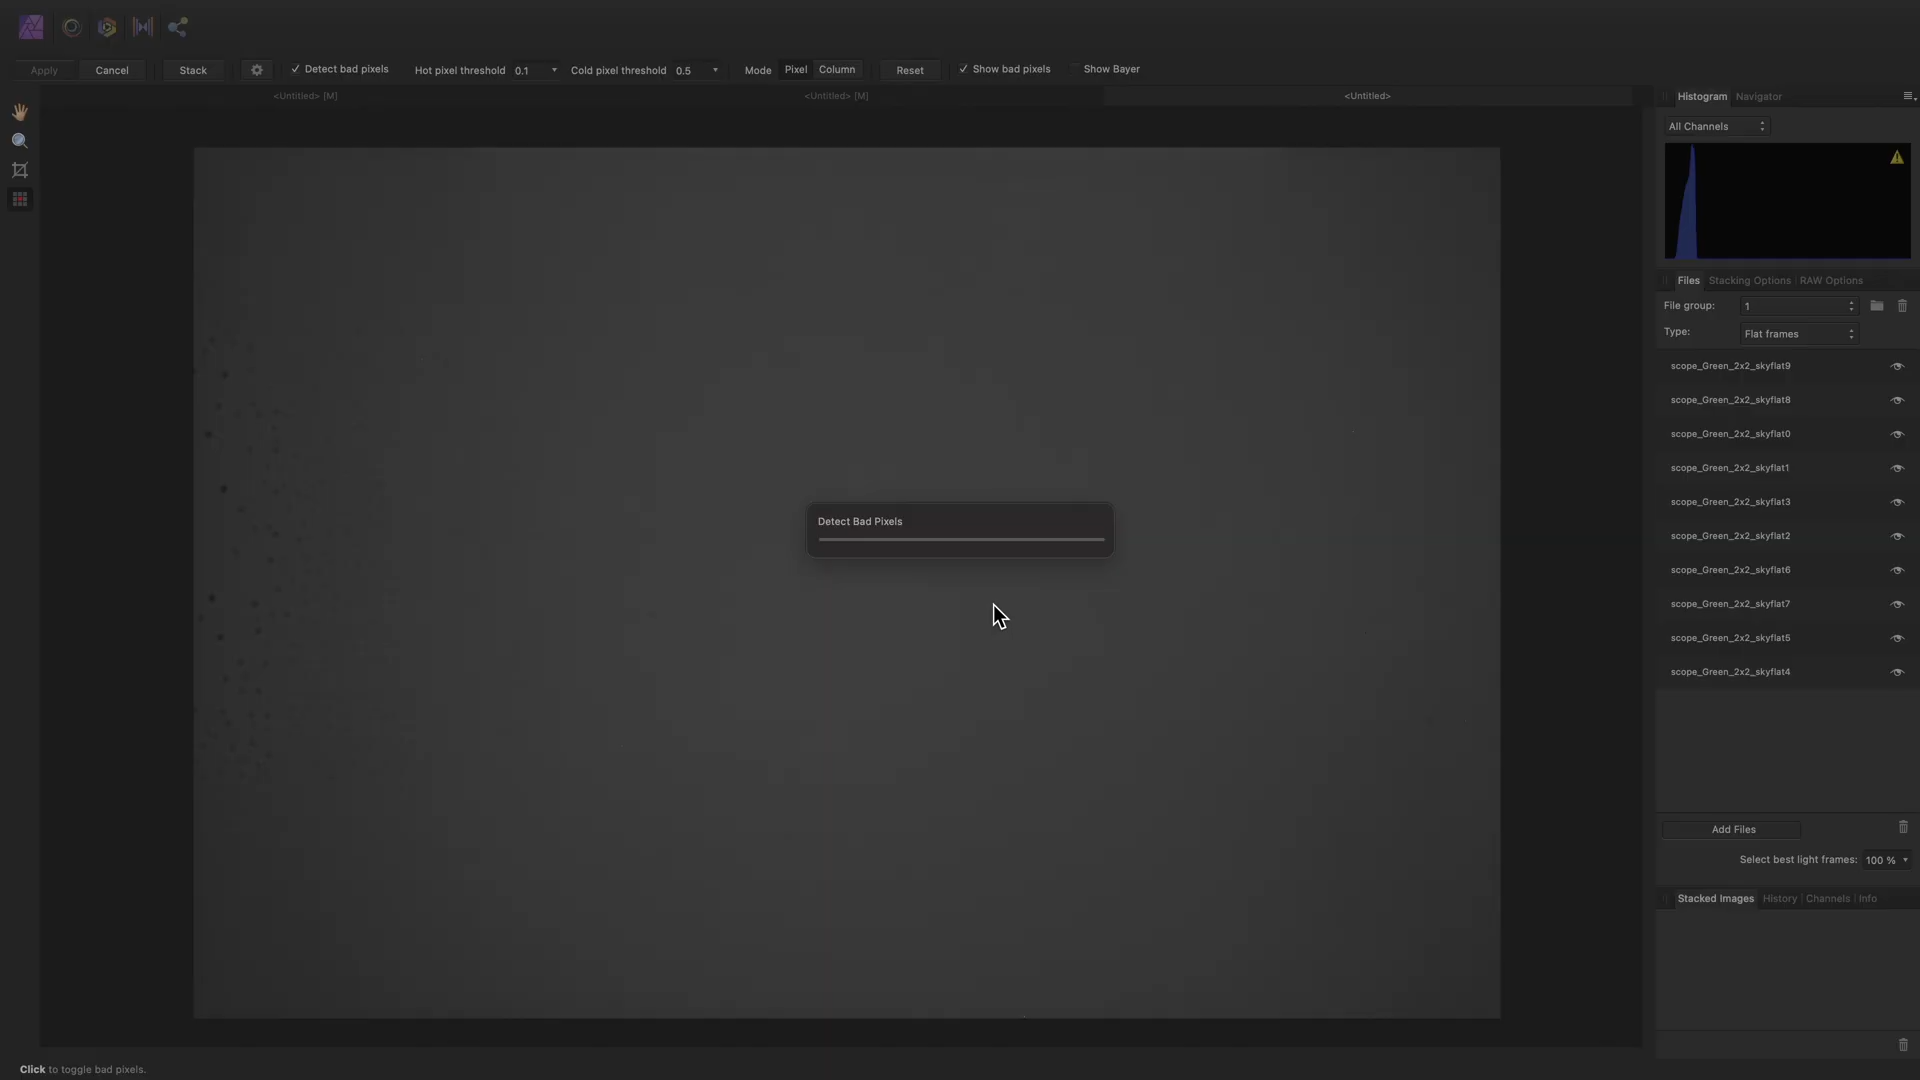 Apply Cancel Stack Detect bad pixels Hot pixel threshold 0.1 Cold pixel threshold 0.5 Mode Pixel Column Reset Show bad pixels Show Bayer
<Untitled> [M] <Untitled> [M] <Untitled>
Histogram Navigator
All Channels
Files Stacking Options RAW Options
File group: 1
Type: Flat frames
scope_Green_2x2_skyflat9
scope_Green_2x2_skyflat8
scope_Green_2x2_skyflat0
scope_Green_2x2_skyflat1
scope_Green_2x2_skyflat3
Detect Bad Pixels
scope_Green_2x2_skyflat2
scope_Green_2x2_skyflat6
scope_Green_2x2_skyflat7
scope_Green_2x2_skyflat5
scope_Green_2x2_skyflat4
Add Files
Select best light frames: 100 %
Stacked Images History Channels Info
Click to toggle bad pixels.